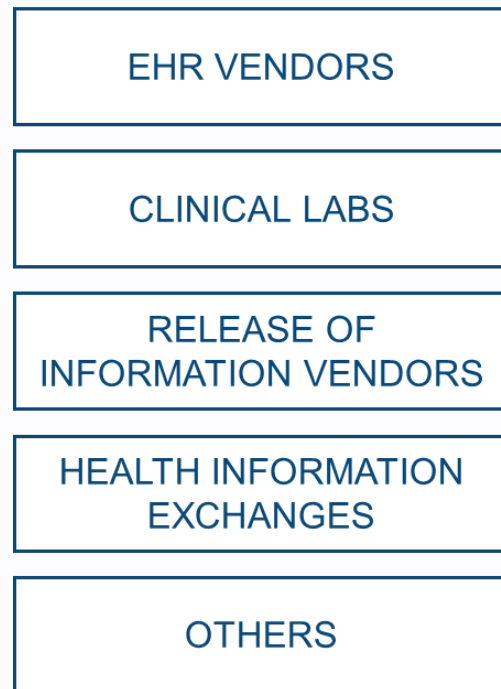 EHR VENDORS
CLINICAL LABS
RELEASE OF
INFORMATION VENDORS
HEALTH INFORMATION
EXCHANGES
OTHERS